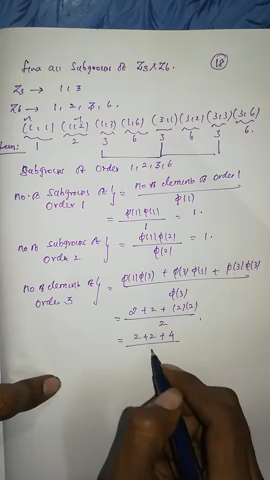 Find all Subgroups of Z3 x Z6. (18)
Z3 → 1, 3
Z6 → 1, 2, 3, 6.
(1,1) (1,2) (1,3) (1,6) (3,1) (3,2) (3,3) (3,6)
Lcm: 1 2 3 6 3 6 3 6.
Subgroups of Order 1, 2, 3, 6
No. of Subgroups of Order 1 } = No of elements of Order 1 / φ(1)
= φ(1)φ(1) / 1 = 1.
No of Subgroups of Order 2 } = φ(1)φ(2) / φ(2) = 1.
No of elements of Order 3 } = φ(1)φ(3) + φ(3)φ(1) + φ(3)φ(3) / φ(3)
= 2 + 2 + (2)(2) / 2.
= 2+2+4